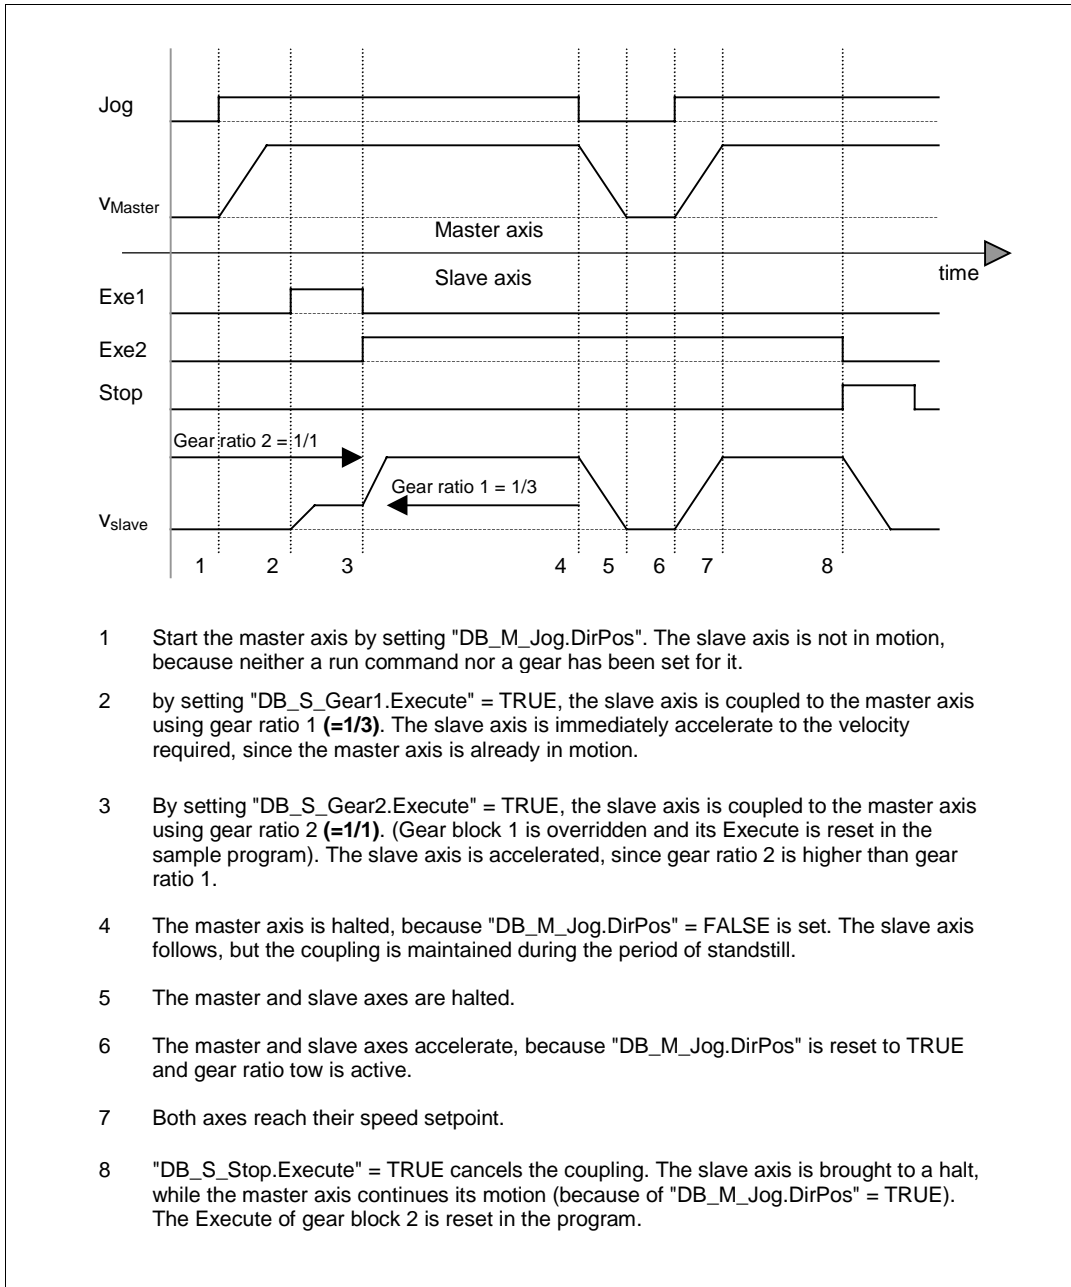 Jog
vMaster
Master axis
time
Slave axis
Exe1
Exe2
Stop
Gear ratio 2 = 1/1
Gear ratio 1 = 1/3
vslave
1 2 3 4 5 6 7 8
1 Start the master axis by setting "DB_M_Jog.DirPos". The slave axis is not in motion,
because neither a run command nor a gear has been set for it.
2 by setting "DB_S_Gear1.Execute" = TRUE, the slave axis is coupled to the master axis
using gear ratio 1 (=1/3). The slave axis is immediately accelerate to the velocity
required, since the master axis is already in motion.
3 By setting "DB_S_Gear2.Execute" = TRUE, the slave axis is coupled to the master axis
using gear ratio 2 (=1/1). (Gear block 1 is overridden and its Execute is reset in the
sample program). The slave axis is accelerated, since gear ratio 2 is higher than gear
ratio 1.
4 The master axis is halted, because "DB_M_Jog.DirPos" = FALSE is set. The slave axis
follows, but the coupling is maintained during the period of standstill.
5 The master and slave axes are halted.
6 The master and slave axes accelerate, because "DB_M_Jog.DirPos" is reset to TRUE
and gear ratio tow is active.
7 Both axes reach their speed setpoint.
8 "DB_S_Stop.Execute" = TRUE cancels the coupling. The slave axis is brought to a halt,
while the master axis continues its motion (because of "DB_M_Jog.DirPos" = TRUE).
The Execute of gear block 2 is reset in the program.